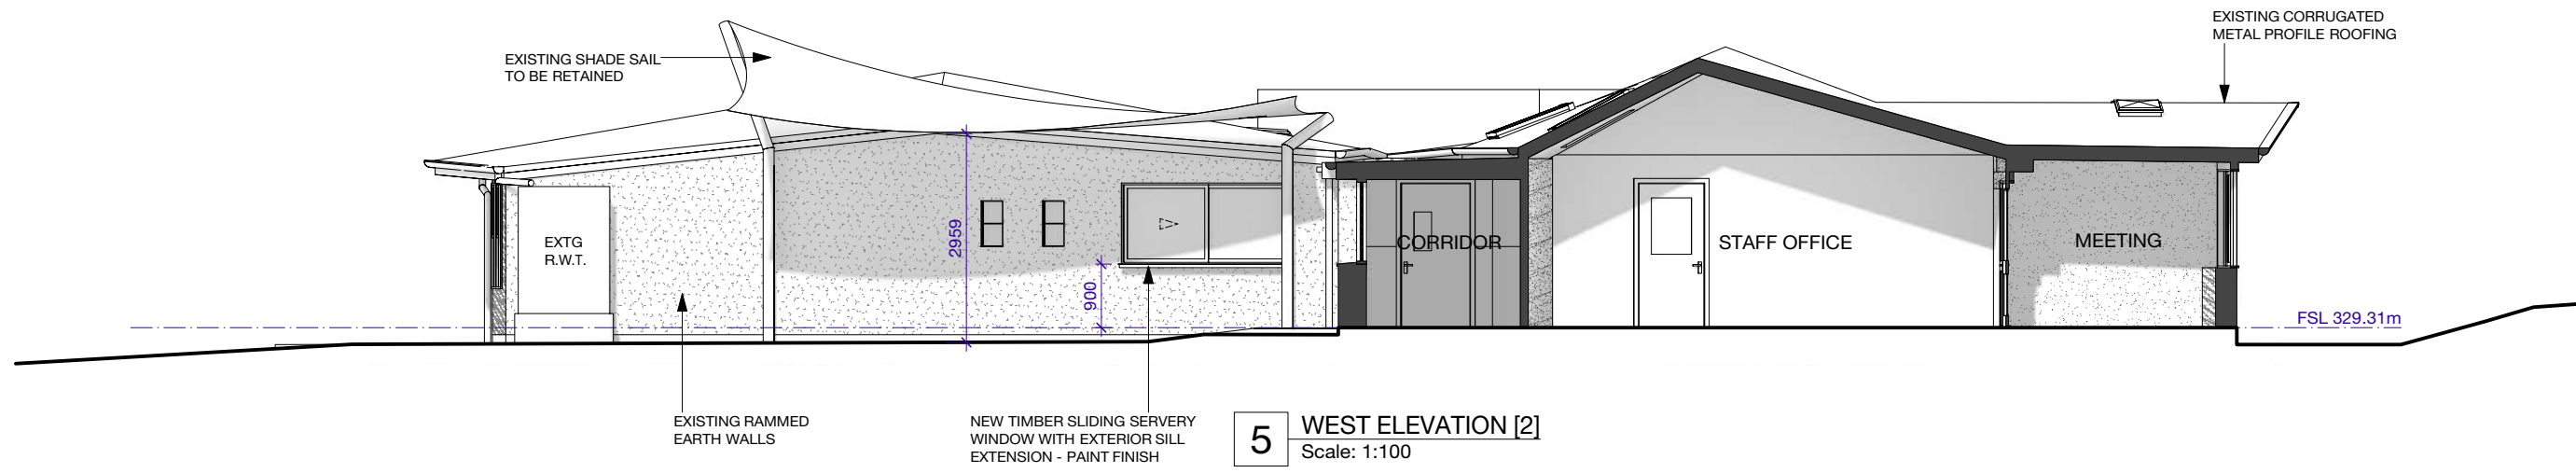 EXISTING CORRUGATED
METAL PROFILE ROOFING
EXISTING SHADE SAIL
TO BE RETAINED
2959
EXTG
R.W.T.
CORRIDOR
STAFF OFFICE
MEETING
900
FSL 329.31m
EXISTING RAMMED
EARTH WALLS
NEW TIMBER SLIDING SERVERY
WINDOW WITH EXTERIOR SILL
EXTENSION - PAINT FINISH
5
WEST ELEVATION [2]
Scale: 1:100